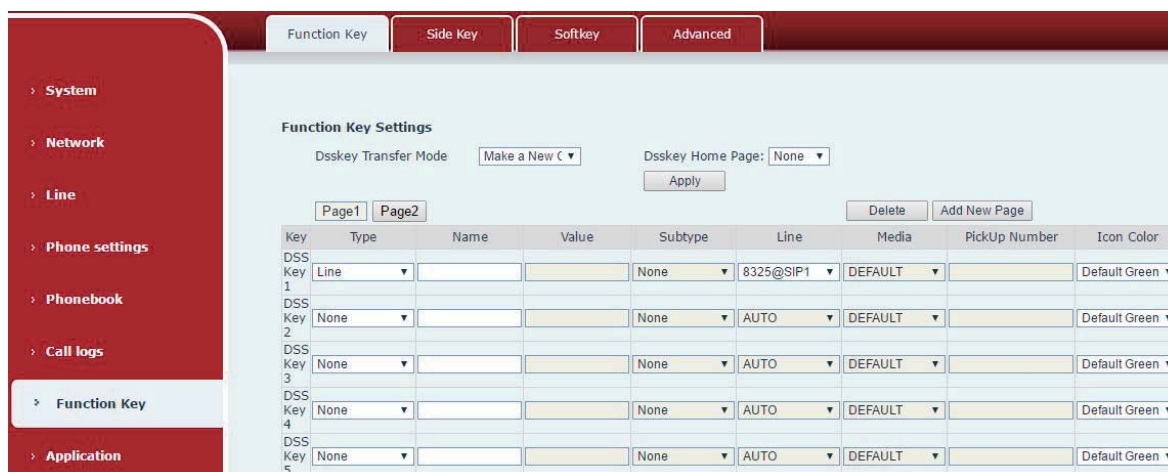 Function Key Side Key Softkey Advanced
› System
› Network
› Line
› Phone settings
› Phonebook
› Call logs
› Function Key
› Application
Function Key Settings
Dsskey Transfer Mode Make a New C Dsskey Home Page: None
Apply
Page1 Page2 Delete Add New Page
Key Type Name Value Subtype Line Media PickUp Number Icon Color
DSS Key 1 Line None 8325@SIP1 DEFAULT Default Green
DSS Key 2 None None AUTO DEFAULT Default Green
DSS Key 3 None None AUTO DEFAULT Default Green
DSS Key 4 None None AUTO DEFAULT Default Green
DSS Key 5 None None AUTO DEFAULT Default Green